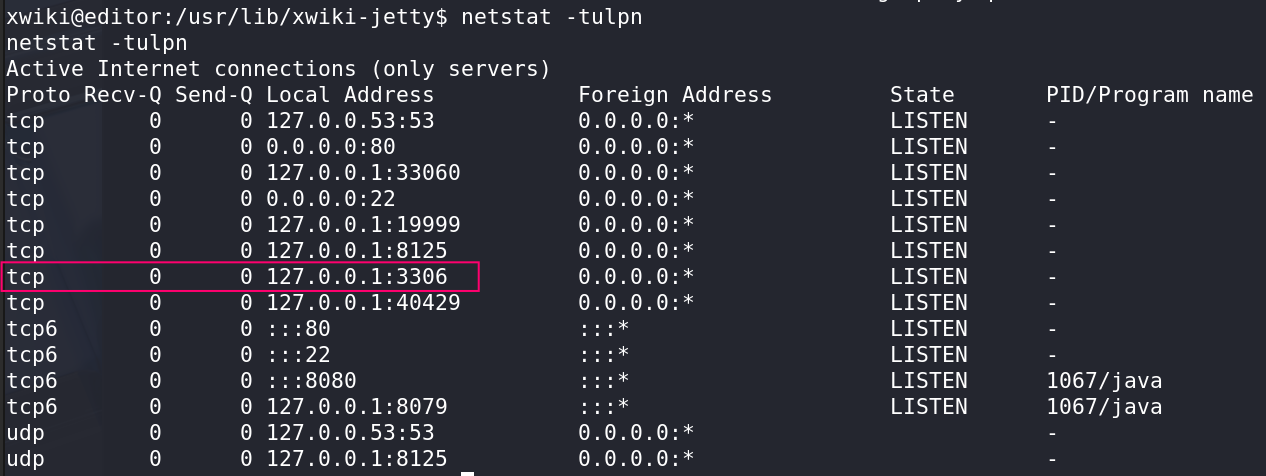 xwiki@editor:/usr/lib/xwiki-jetty$ netstat -tulpn
netstat -tulpn
Active Internet connections (only servers)
Proto Recv-Q Send-Q Local Address           Foreign Address         State       PID/Program name
tcp        0      0 127.0.0.53:53           0.0.0.0:*               LISTEN      -
tcp        0      0 0.0.0.0:80              0.0.0.0:*               LISTEN      -
tcp        0      0 127.0.0.1:33060         0.0.0.0:*               LISTEN      -
tcp        0      0 0.0.0.0:22              0.0.0.0:*               LISTEN      -
tcp        0      0 127.0.0.1:19999         0.0.0.0:*               LISTEN      -
tcp        0      0 127.0.0.1:8125          0.0.0.0:*               LISTEN      -
tcp        0      0 127.0.0.1:3306          0.0.0.0:*               LISTEN      -
tcp        0      0 127.0.0.1:40429         0.0.0.0:*               LISTEN      -
tcp6       0      0 :::80                   :::*                    LISTEN      -
tcp6       0      0 :::22                   :::*                    LISTEN      -
tcp6       0      0 :::8080                 :::*                    LISTEN      1067/java
tcp6       0      0 127.0.0.1:8079          :::*                    LISTEN      1067/java
udp        0      0 127.0.0.53:53           0.0.0.0:*                           -
udp        0      0 127.0.0.1:8125          0.0.0.0:*                           -